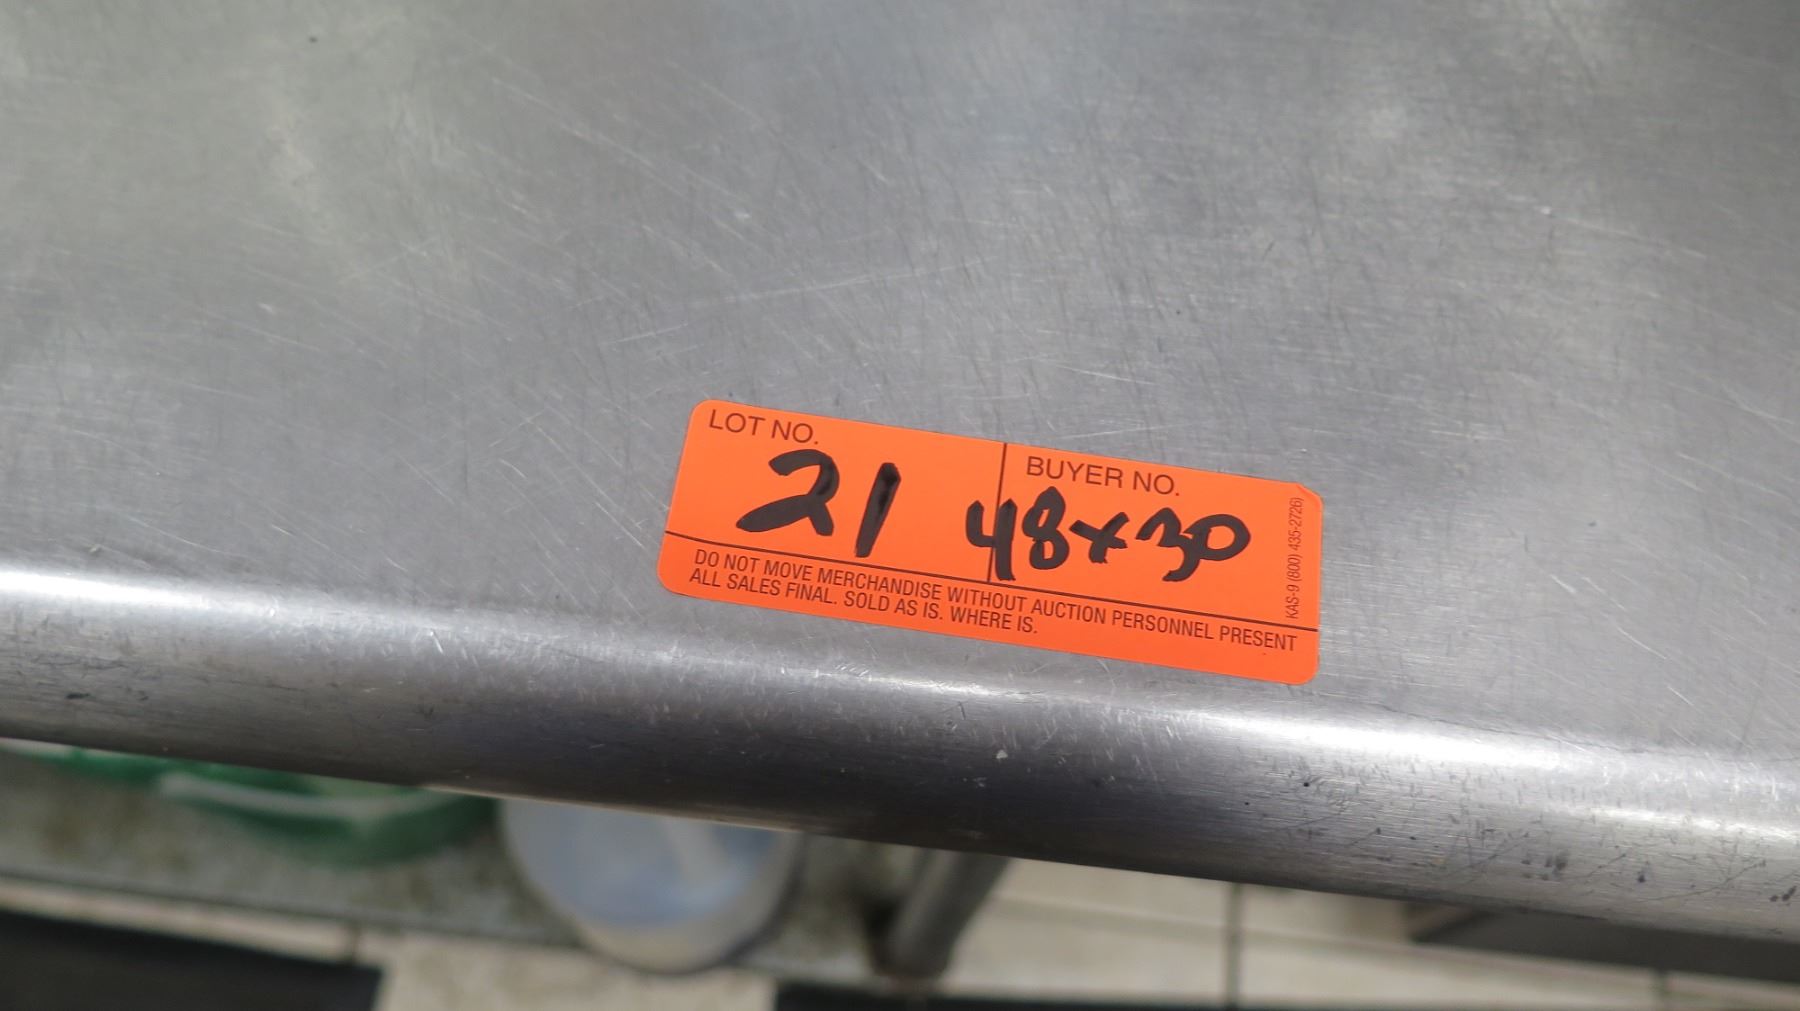 LOT NO.
21
BUYER NO.
48x30
DO NOT MOVE MERCHANDISE WITHOUT AUCTION PERSONNEL PRESENT
ALL SALES FINAL. SOLD AS IS. WHERE IS.
KAS-9 (800) 435-2726)